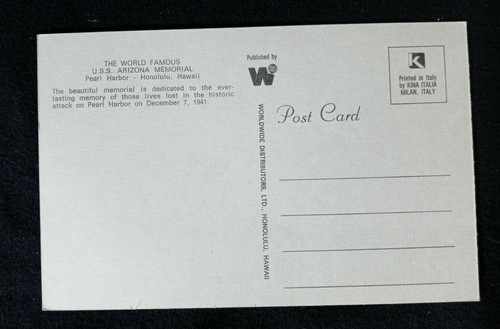 THE WORLD FAMOUS
U.S.S. ARIZONA MEMORIAL
Pearl Harbor - Honolulu, Hawaii
The beautiful memorial is dedicated to the ever-
lasting memory of those lives lost in the historic
attack on Pearl Harbor on December 7, 1941.
Published by
W
WORLDWIDE DISTRIBUTORS, LTD., HONOLULU, HAWAII
Post Card
K
Printed in Italy
by KINA ITALIA
MILAN, ITALY